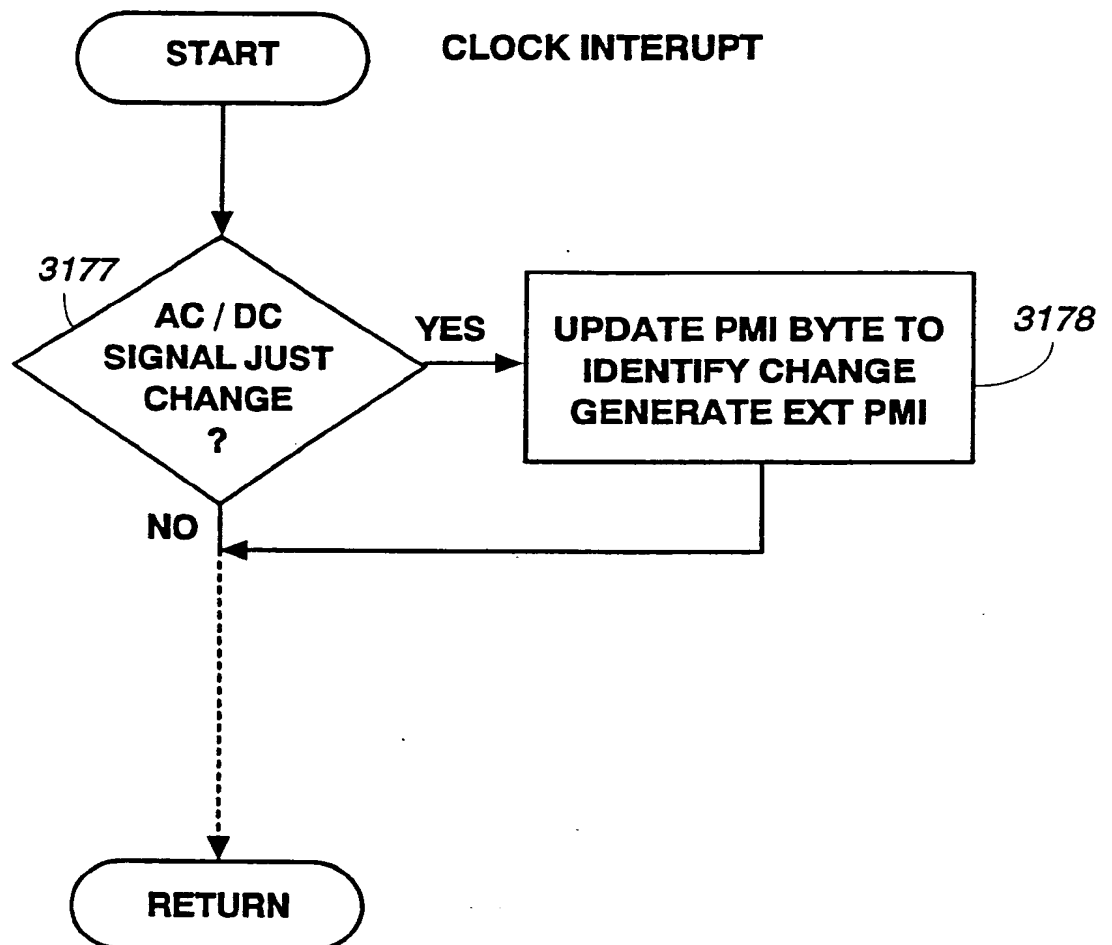 START
CLOCK INTERUPT
3177
AC / DC
SIGNAL JUST
CHANGE
?
YES
UPDATE PMI BYTE TO
IDENTIFY CHANGE
GENERATE EXT PMI
3178
NO
RETURN